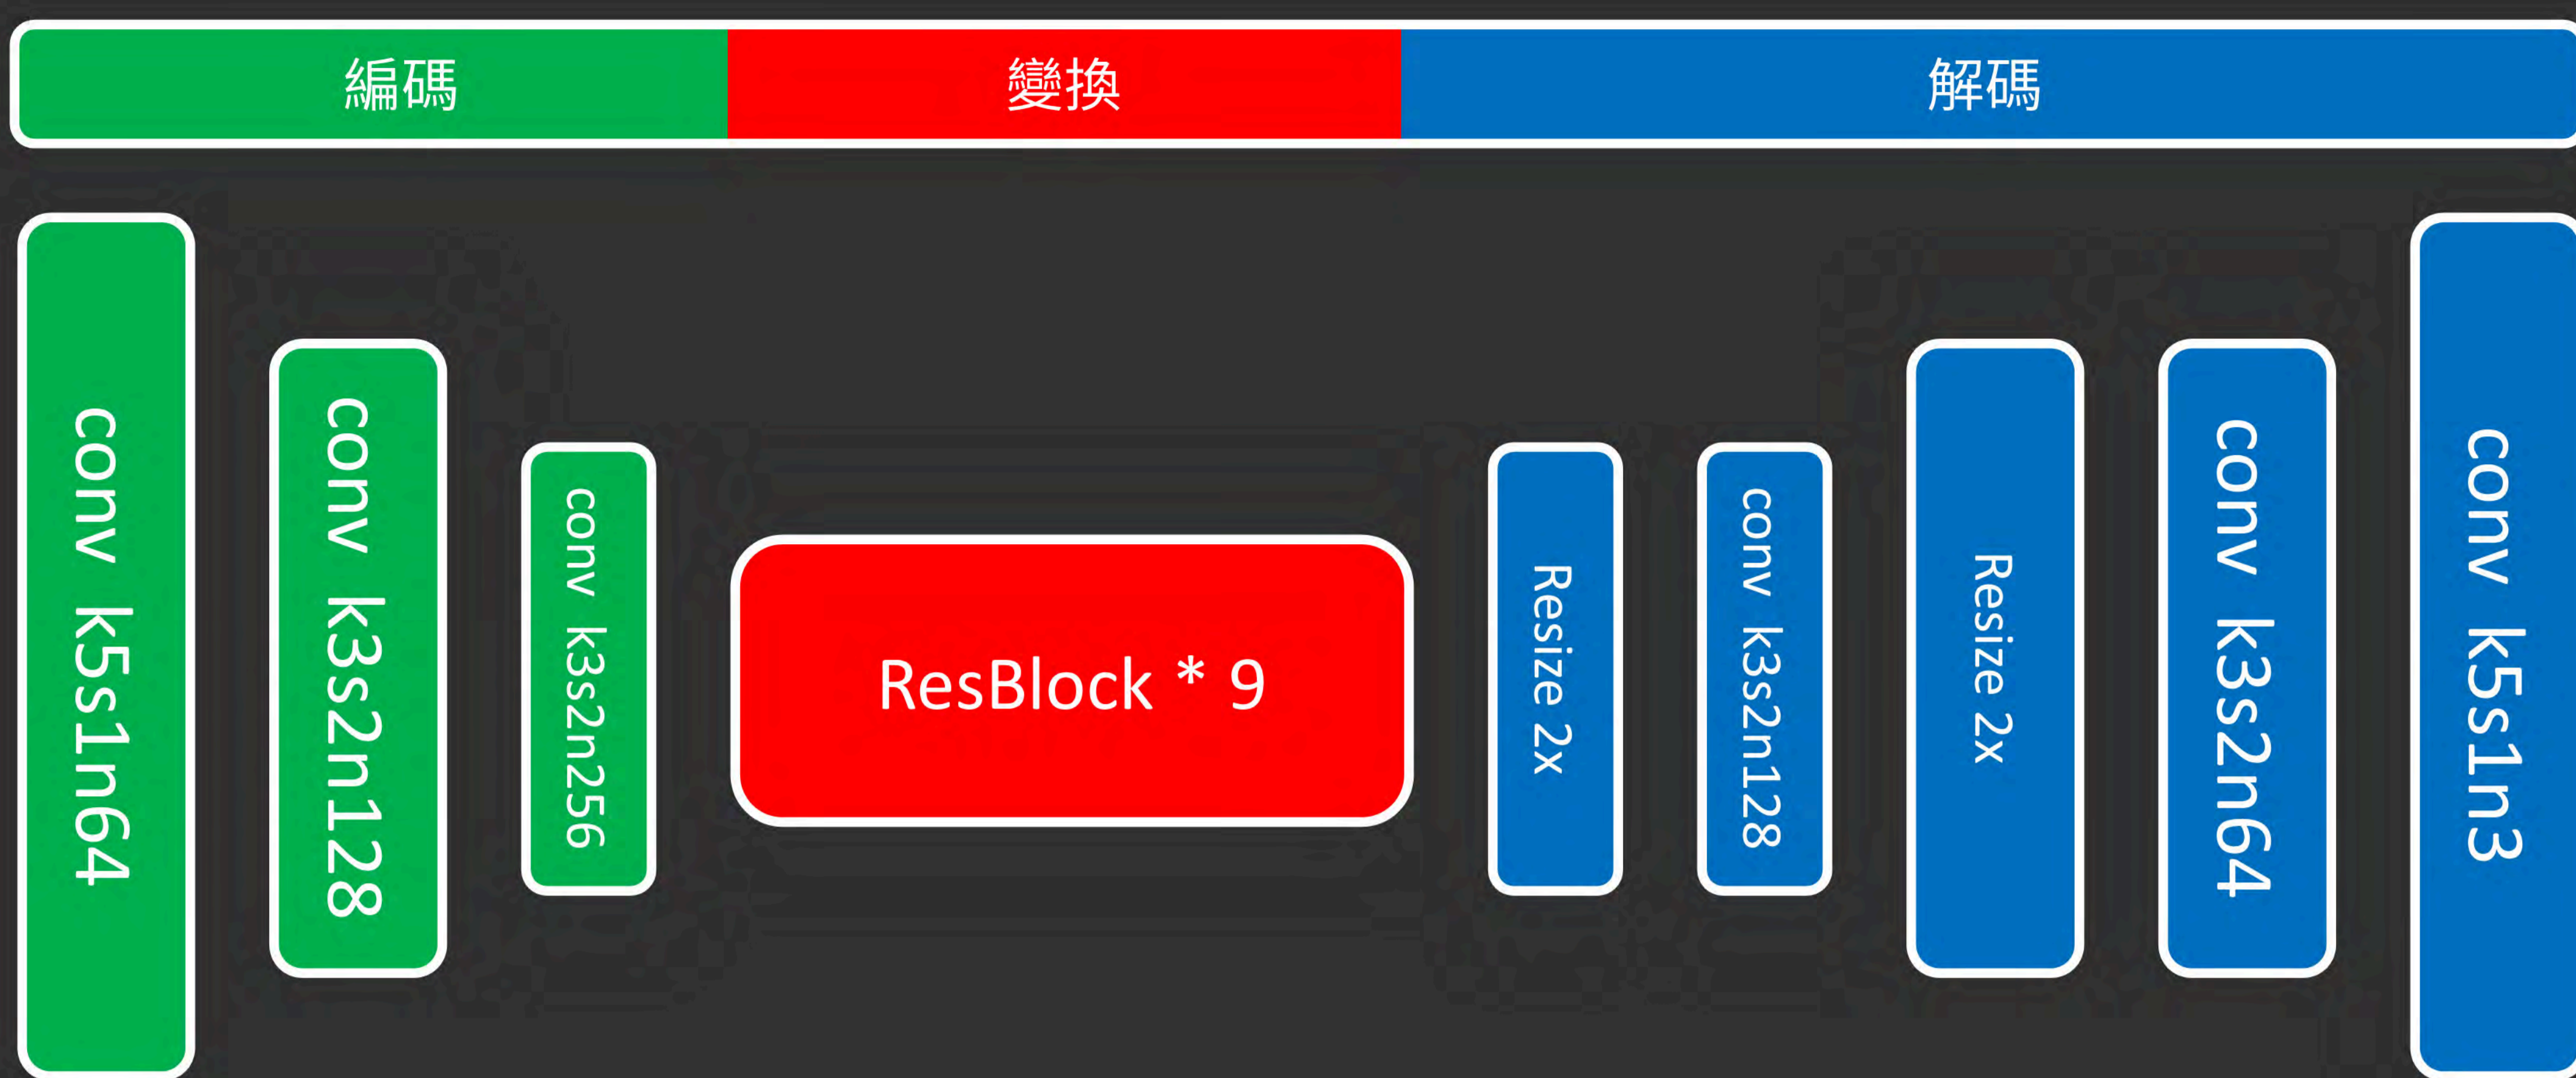 編碼
變換
解碼
conv k5s1n64
conv k3s2n128
conv k3s2n256
ResBlock * 9
Resize 2x
conv k3s2n128
Resize 2x
conv k3s2n64
conv k5s1n3